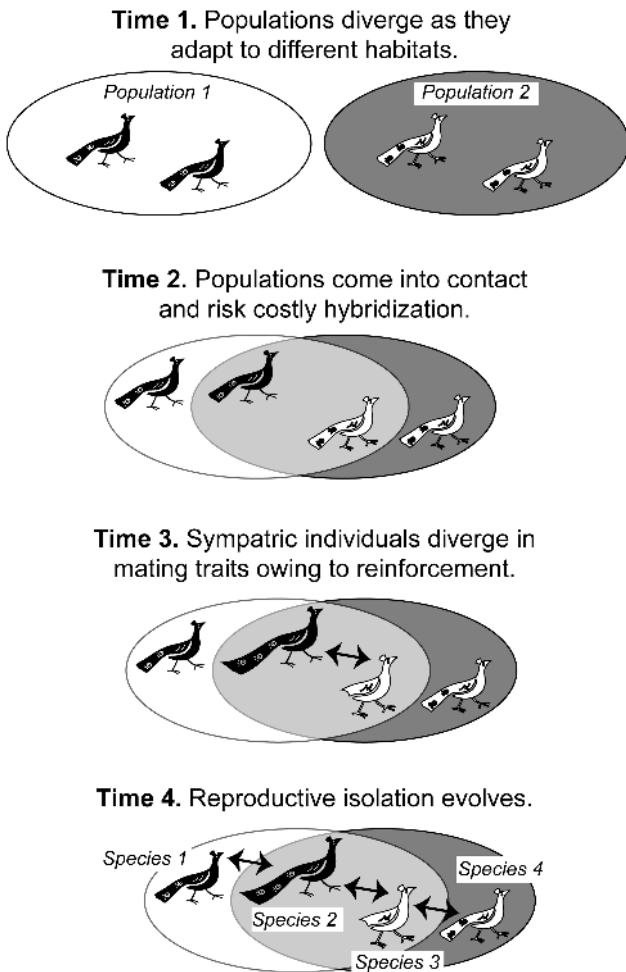 Time 1. Populations diverge as they
adapt to different habitats.
Population 1
Population 2
Time 2. Populations come into contact
and risk costly hybridization.
Time 3. Sympatric individuals diverge in
mating traits owing to reinforcement.
Time 4. Reproductive isolation evolves.
Species 1
Species 4
Species 2
Species 3